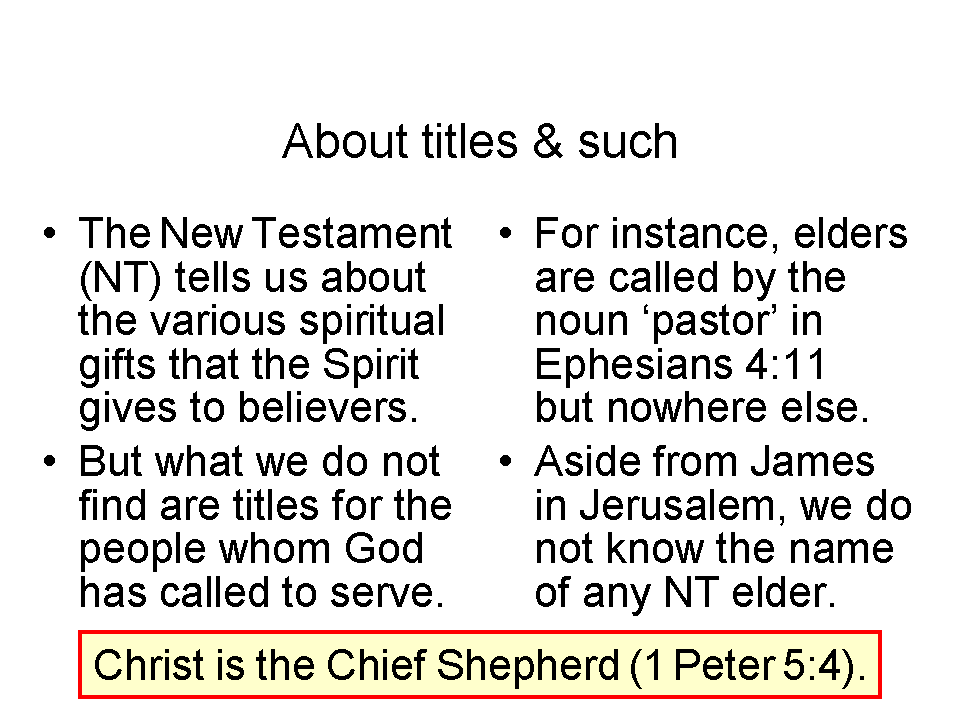 About titles & such
• The New Testament
(NT) tells us about
the various spiritual
gifts that the Spirit
gives to believers.
• But what we do not
find are titles for the
people whom God
has called to serve.
• For instance, elders
are called by the
noun ‘pastor’ in
Ephesians 4:11
but nowhere else.
• Aside from James
in Jerusalem, we do
not know the name
of any NT elder.
Christ is the Chief Shepherd (1 Peter 5:4).